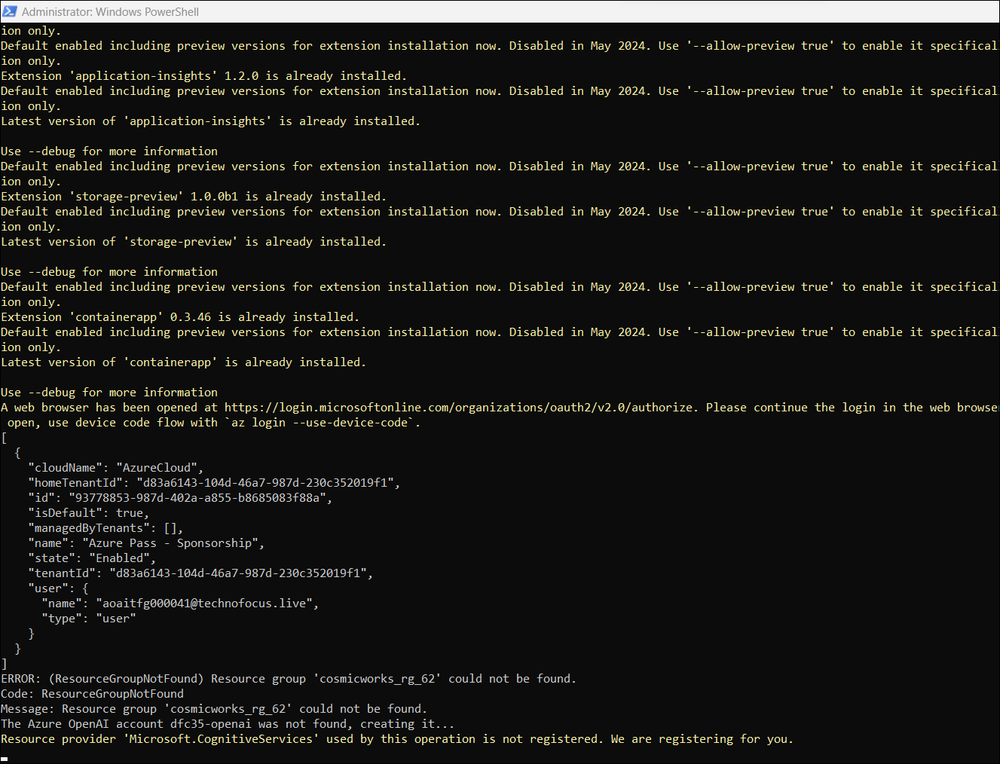 Administrator: Windows PowerShell
ion only.
Default enabled including preview versions for extension installation now. Disabled in May 2024. Use '--allow-preview true' to enable it specifical
ion only.
Extension 'application-insights' 1.2.0 is already installed.
Default enabled including preview versions for extension installation now. Disabled in May 2024. Use '--allow-preview true' to enable it specifical
ion only.
Latest version of 'application-insights' is already installed.
Use --debug for more information
Default enabled including preview versions for extension installation now. Disabled in May 2024. Use '--allow-preview true' to enable it specifical
ion only.
Extension 'storage-preview' 1.0.0b1 is already installed.
Default enabled including preview versions for extension installation now. Disabled in May 2024. Use '--allow-preview true' to enable it specifical
ion only.
Latest version of 'storage-preview' is already installed.
Use --debug for more information
Default enabled including preview versions for extension installation now. Disabled in May 2024. Use '--allow-preview true' to enable it specifical
ion only.
Extension 'containerapp' 0.3.46 is already installed.
Default enabled including preview versions for extension installation now. Disabled in May 2024. Use '--allow-preview true' to enable it specifical
ion only.
Latest version of 'containerapp' is already installed.
Use --debug for more information
A web browser has been opened at https://login.microsoftonline.com/organizations/oauth2/v2.0/authorize. Please continue the login in the web browse
open, use device code flow with `az login --use-device-code`.
[
{
"cloudName": "AzureCloud",
"homeTenantId": "d83a6143-104d-46a7-987d-230c352019f1",
"id": "93778853-987d-402a-a855-b8685083f88a",
"isDefault": true,
"managedByTenants": [],
"name": "Azure Pass - Sponsorship",
"state": "Enabled",
"tenantId": "d83a6143-104d-46a7-987d-230c352019f1",
"user": {
"name": "aoaitfg000041@technofocus.live",
"type": "user"
}
}
]
ERROR: (ResourceGroupNotFound) Resource group 'cosmicworks_rg_62' could not be found.
Code: ResourceGroupNotFound
Message: Resource group 'cosmicworks_rg_62' could not be found.
The Azure OpenAI account dfc35-openai was not found, creating it...
Resource provider 'Microsoft.CognitiveServices' used by this operation is not registered. We are registering for you.